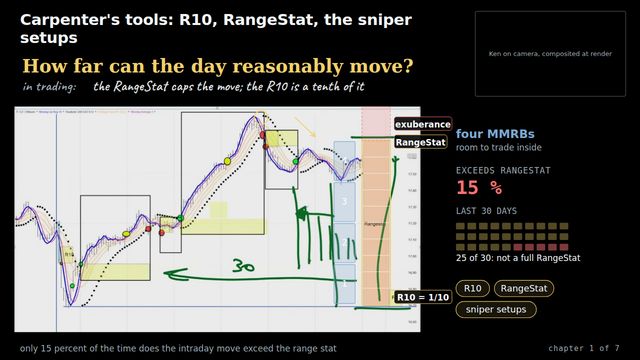 Carpenter's tools: R10, RangeStat, the sniper
setups
Ken on camera, composited at render
How far can the day reasonably move?
in trading: the RangeStat caps the move; the R10 is a tenth of it
exuberance
RangeStat
four MMRBs
room to trade inside
EXCEEDS RANGESTAT
15 %
LAST 30 DAYS
25 of 30: not a full RangeStat
R10
RangeStat
sniper setups
3
2
Rangestat
R10
30
R10 = 1/10
only 15 percent of the time does the intraday move exceed the range stat
chapter 1 of 7